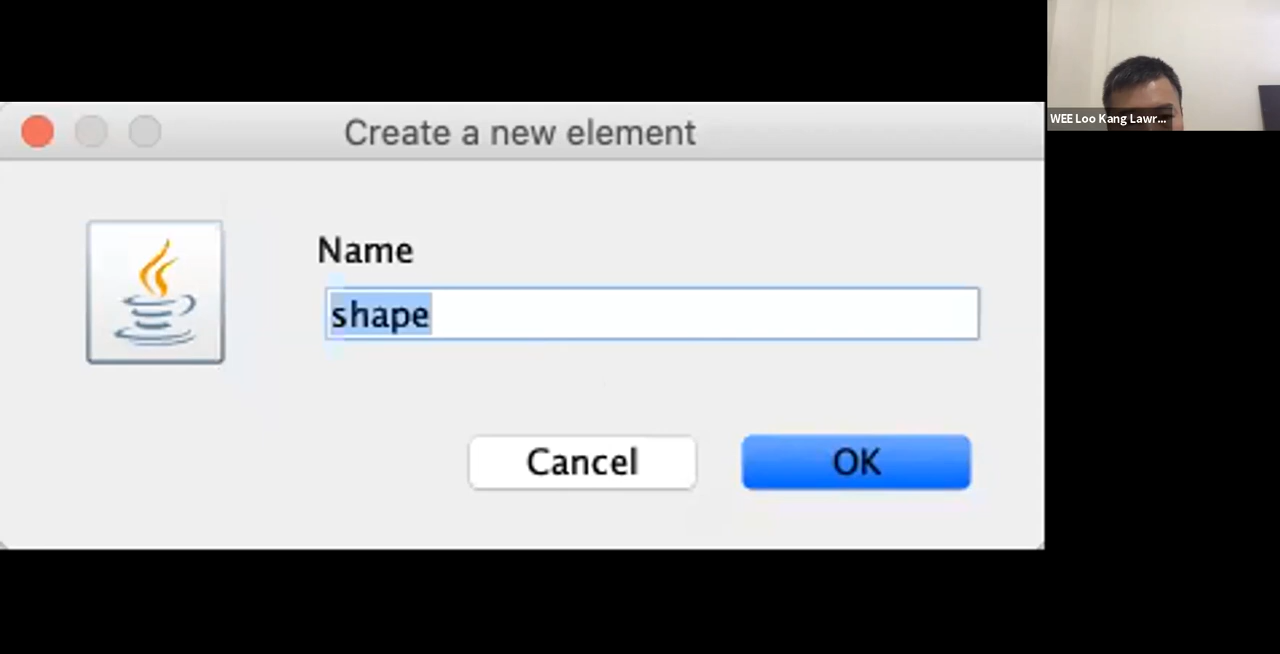 Create a new element
WEE Loo Kang Lawr...
Name
shape
Cancel
OK